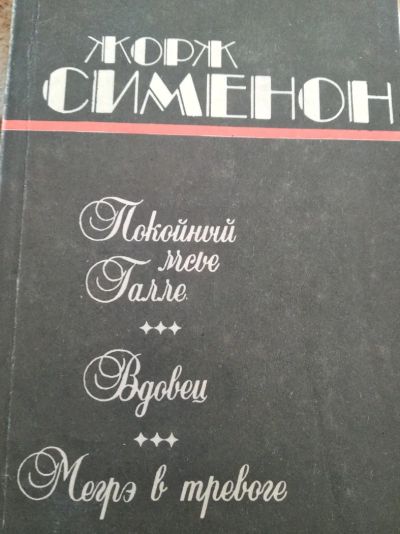 ЖОРЖ
СИМЕНОН
Покойный
мсье
Галле
Вдовец
Мегрэ в тревоге